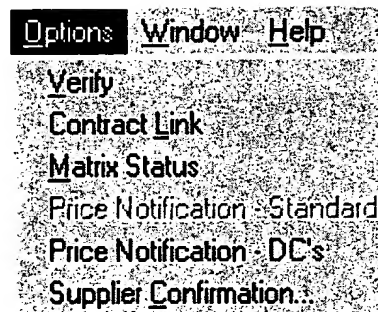 Options Window Help
Verify
Contract Link
Matrix Status
Price Notification - Standard
Price Notification - DC's
Supplier Confirmation...